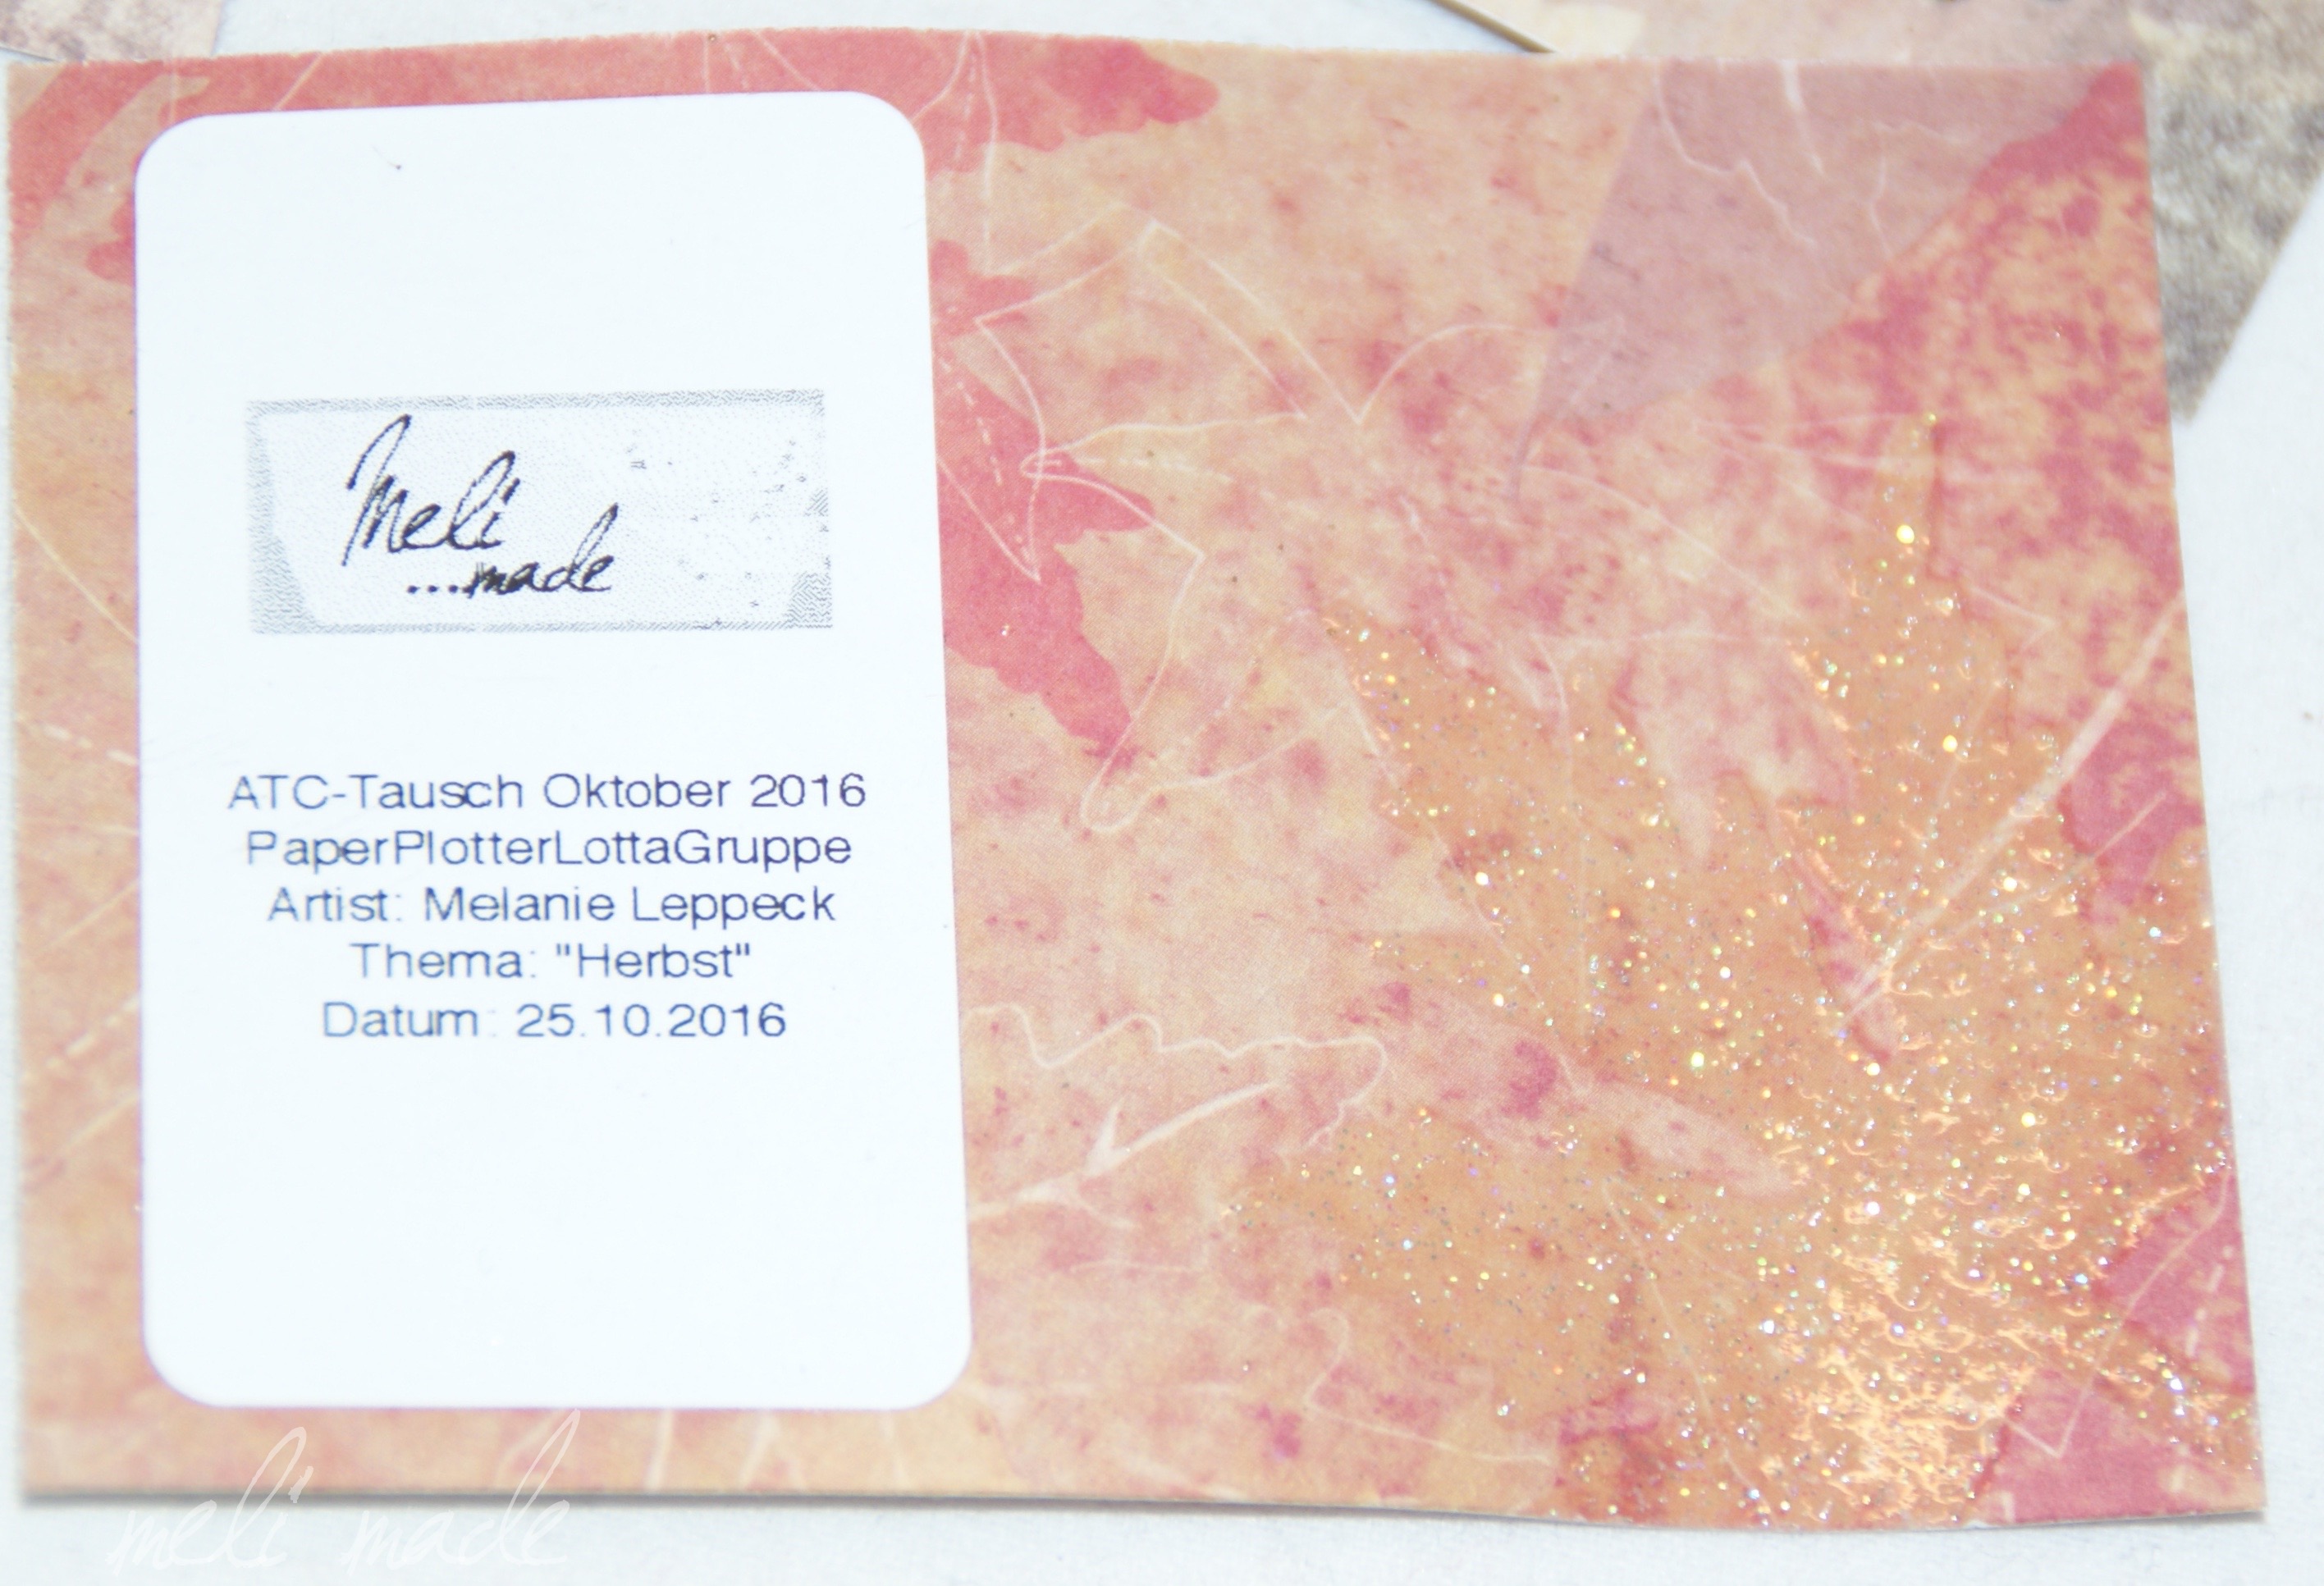 Meli
...made
ATC-Tausch Oktober 2016
PaperPlotterLottaGruppe
Artist: Melanie Leppeck
Thema: "Herbst"
Datum: 25.10.2016
meli made